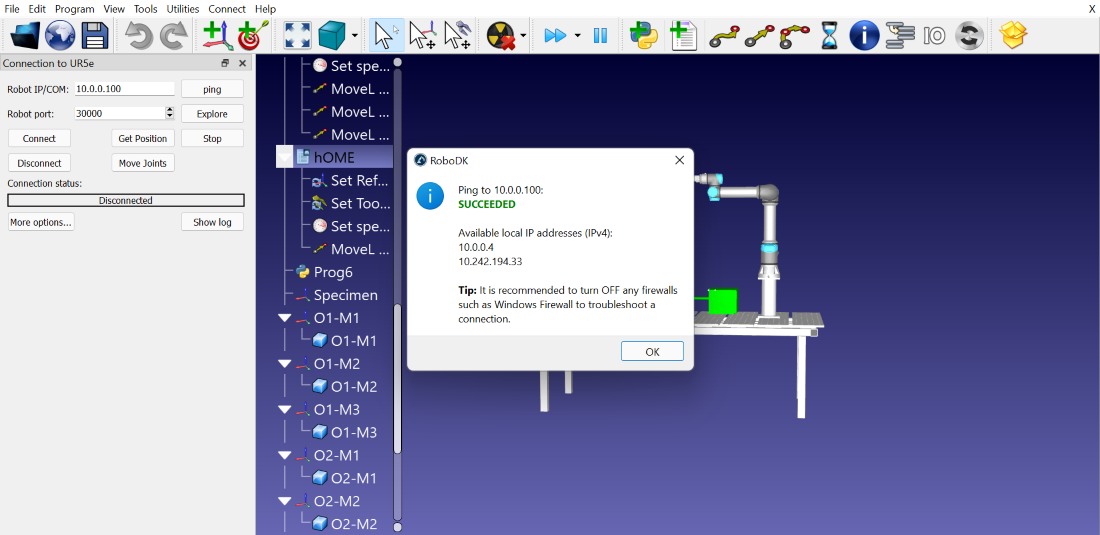 File Edit Program View Tools Utilities Connect Help X
Connection to UR5e
Robot IP/COM: 10.0.0.100 ping
Robot port: 30000 Explore
Connect Get Position Stop
Disconnect Move Joints
Connection status:
Disconnected
More options... Show log
Set spe...
MoveL ...
MoveL ...
MoveL ...
hOME
Set Ref...
Set Too...
Set spe...
MoveL ...
Prog6
Specimen
O1-M1
O1-M1
O1-M2
O1-M2
O1-M3
O1-M3
O2-M1
O2-M1
O2-M2
O2-M2
IO
RoboDK
Ping to 10.0.0.100:
SUCCEEDED
Available local IP addresses (IPv4):
10.0.0.4
10.242.194.33
Tip: It is recommended to turn OFF any firewalls
such as Windows Firewall to troubleshoot a
connection.
OK